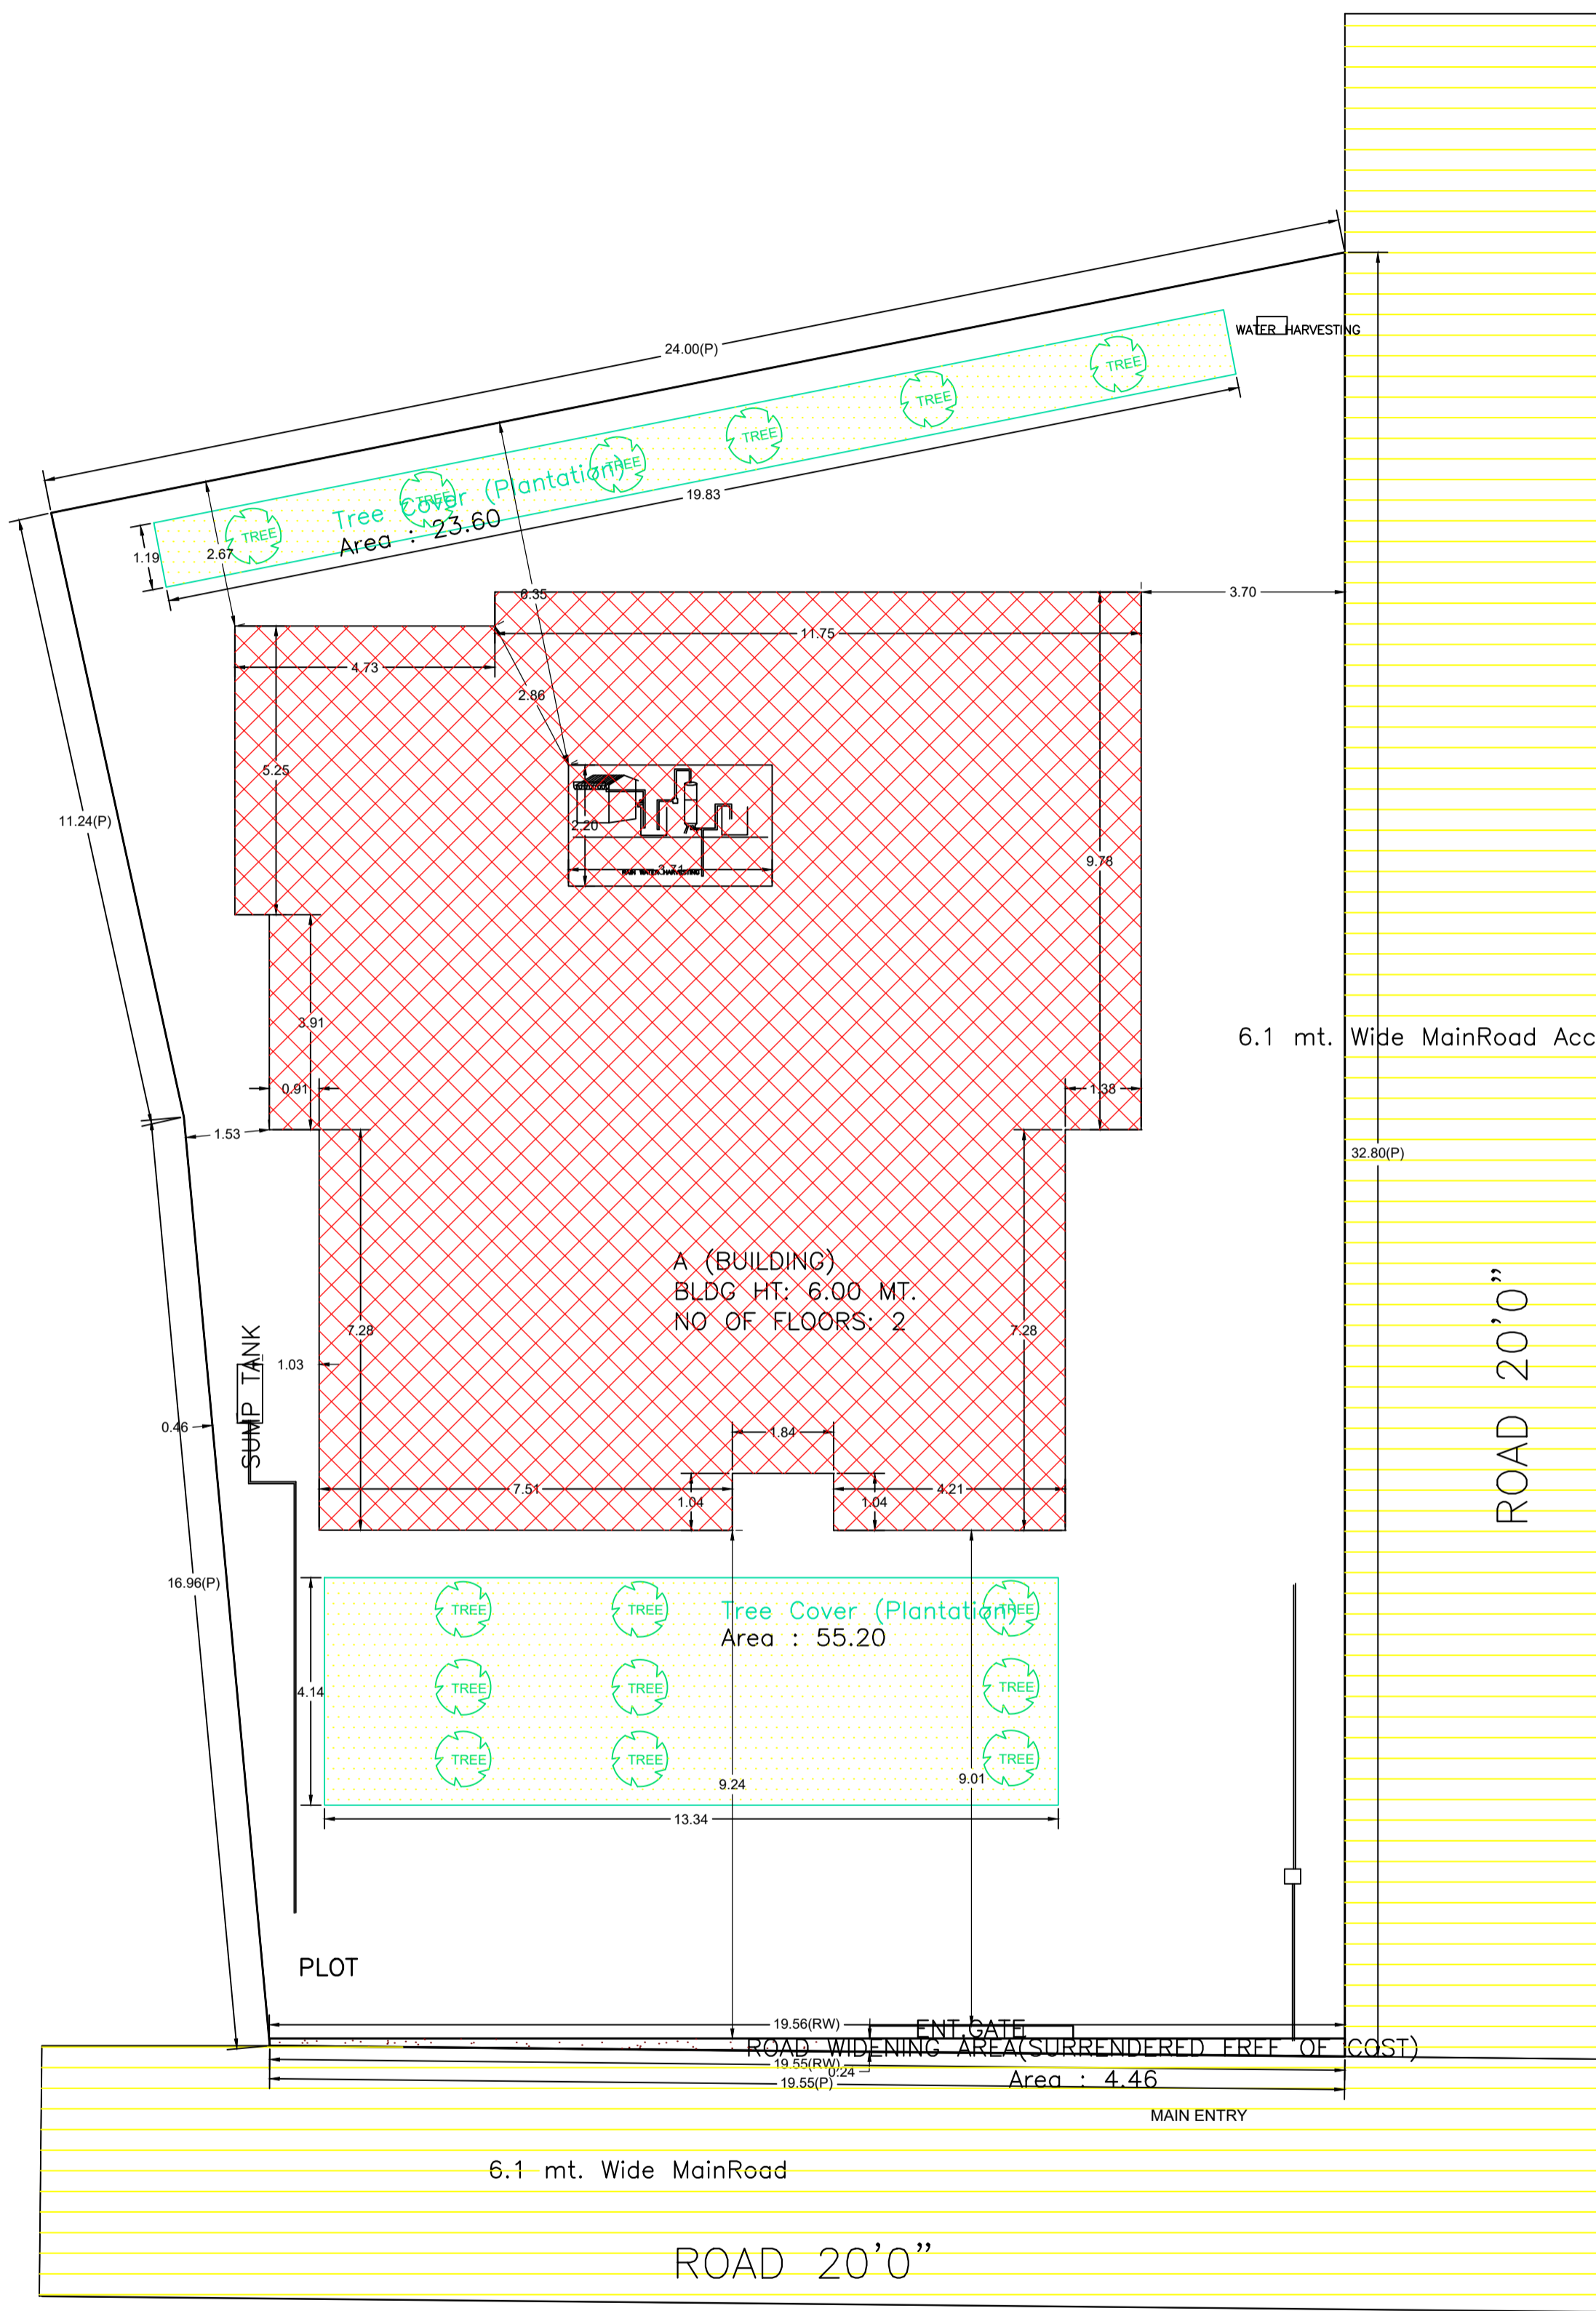 24.00(P)
WATER HARVESTING
TREE
TREE
TREE
TREE
TREE
TREE
Tree Cover (Plantation)
Area : 23.60
19.83
1.19
2.67
6.35
3.70
11.75
4.73
2.86
5.25
11.24(P)
2.20
3.71
RAIN WATER HARVESTING
9.78
3.91
6.1 mt. Wide MainRoad Acc
0.91
1.38
1.53
32.80(P)
A (BUILDING)
BLDG HT: 6.00 MT.
NO OF FLOORS: 2
7.28
7.28
1.03
SUMP TANK
0.46
ROAD 20'0"
1.84
7.51
1.04
1.04
4.21
16.96(P)
TREE
TREE
TREE
Tree Cover (Plantation)
Area : 55.20
TREE
TREE
TREE
4.14
TREE
TREE
TREE
9.24
9.01
13.34
PLOT
19.56(RW)
ENT.GATE
ROAD WIDENING AREA(SURRENDERED FREE OF COST)
19.55(RW)
0.24
19.55(P)
Area : 4.46
MAIN ENTRY
6.1 mt. Wide MainRoad
ROAD 20'0"